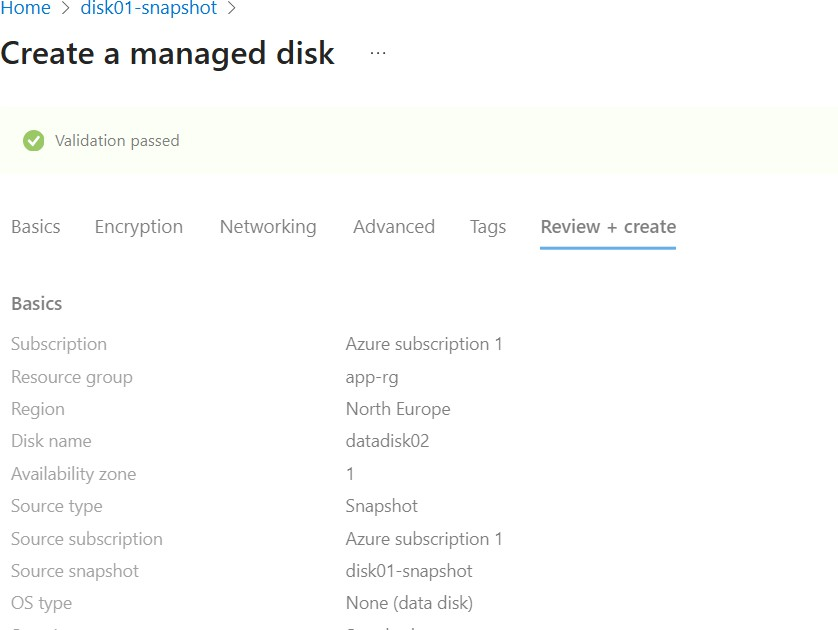 Home > disk01-snapshot >
Create a managed disk ...
Validation passed
Basics Encryption Networking Advanced Tags Review + create
Basics
Subscription Azure subscription 1
Resource group app-rg
Region North Europe
Disk name datadisk02
Availability zone 1
Source type Snapshot
Source subscription Azure subscription 1
Source snapshot disk01-snapshot
OS type None (data disk)